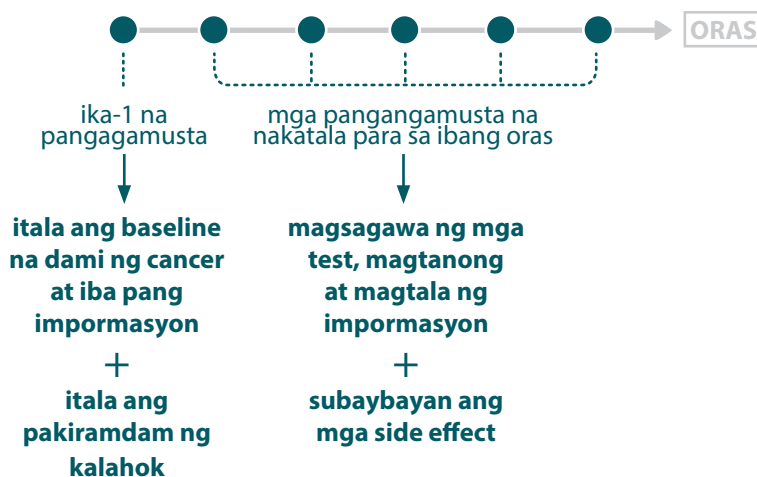 ORAS
ika-1 na
pangagamusta
mga pangangamusta na
nakatala para sa ibang oras
itala ang baseline
na dami ng cancer
at iba pang
impormasyon
+
itala ang
pakiramdam ng
kalahok
magsagawa ng mga
test, magtanong
at magtala ng
impormasyon
+
subaybayan ang
mga side effect